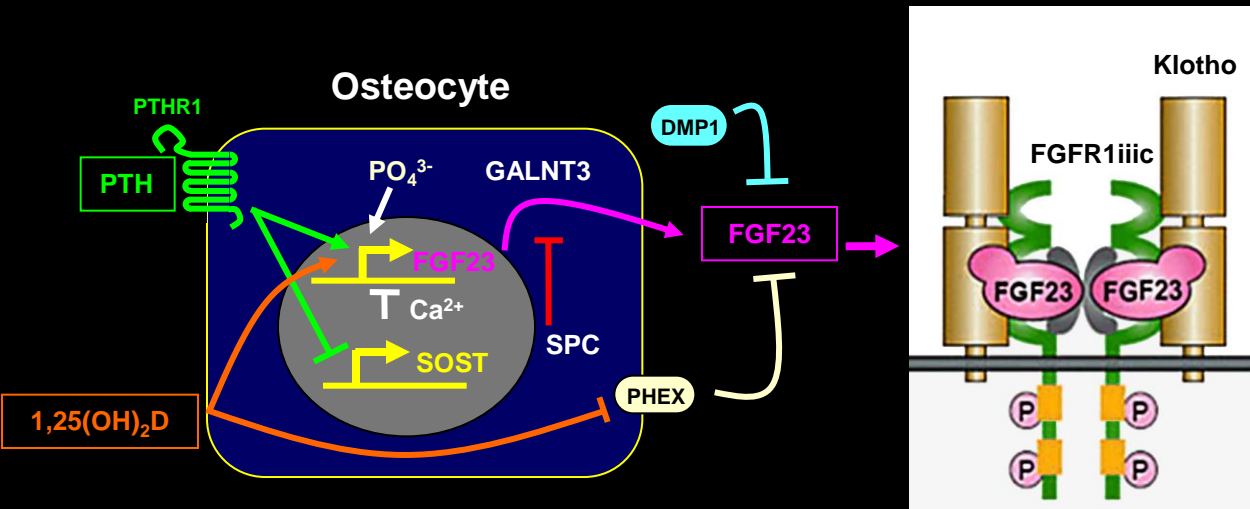 Osteocyte
PTHR1
PTH
PO₄³⁻
GALNT3
DMP1
FGF23
FGF23
Ca²⁺
SOST
SPC
PHEX
1,25(OH)₂D
Klotho
FGFR1iiic
FGF23
FGF23
P
P
P
P